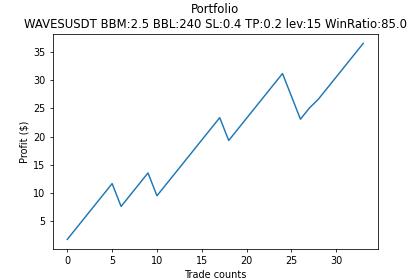 Portfolio
WAVESUSDT BBM:2.5 BBL:240 SL:0.4 TP:0.2 lev:15 WinRatio:85.0
Profit ($)
35
30
25
20
15
10
5
0 5 10 15 20 25 30
Trade counts